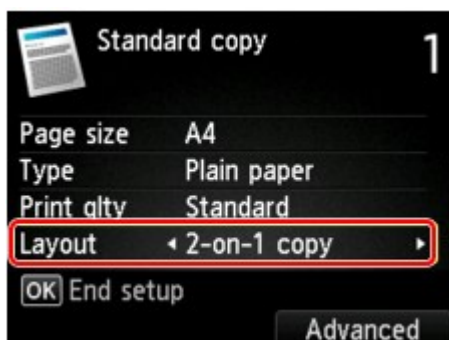 Standard copy
1
Page size A4
Type Plain paper
Print qlty Standard
Layout 2-on-1 copy
OK End setup
Advanced